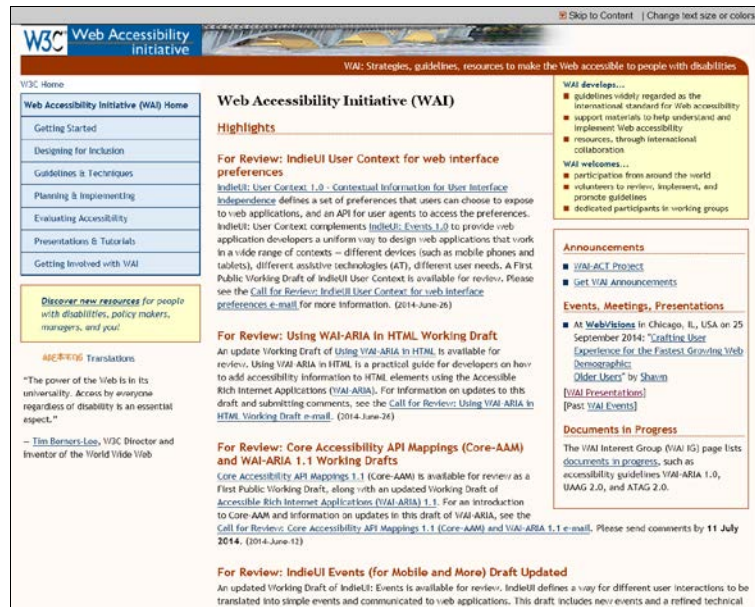 Skip to Content | Change text size or colors
W3C Web Accessibility
initiative
WAI: Strategies, guidelines, resources to make the Web accessible to people with disabilities
W3C Home
Web Accessibility Initiative (WAI) Home
Getting Started
Designing for Inclusion
Guidelines & Techniques
Planning & Implementing
Evaluating Accessibility
Presentations & Tutorials
Getting Involved with WAI
Discover new resources for people
with disabilities, policy makers,
managers, and you!
Translations
"The power of the Web is in its
universality. Access by everyone
regardless of disability is an essential
aspect."
— Tim Berners-Lee, W3C Director and
inventor of the World Wide Web
Web Accessibility Initiative (WAI)
Highlights
For Review: IndieUI User Context for web interface
preferences
IndieUI: User Context 1.0 - Contextual Information for User Interface
Independence defines a set of preferences that users can choose to expose
to web applications, and an API for user agents to access the preferences.
IndieUI: User Context complements IndieUI: Events 1.0 to provide web
application developers a uniform way to design web applications that work
in a wide range of contexts — different devices (such as mobile phones and
tablets), different assistive technologies (AT), different user needs. A First
Public Working Draft of IndieUI User Context is available for review. Please
see the Call for Review: IndieUI User Context for web interface
preferences e-mail for more information. (2014-June-26)
For Review: Using WAI-ARIA in HTML Working Draft
An update Working Draft of Using WAI-ARIA in HTML is available for
review. Using WAI-ARIA in HTML is a practical guide for developers on how
to add accessibility information to HTML elements using the Accessible
Rich Internet Applications (WAI-ARIA). For information on updates to this
draft and submitting comments, see the Call for Review: Using WAI-ARIA in
HTML Working Draft e-mail. (2014-June-26)
For Review: Core Accessibility API Mappings (Core-AAM)
and WAI-ARIA 1.1 Working Drafts
Core Accessibility API Mappings 1.1 (Core-AAM) is available for review as a
First Public Working Draft, along with an updated Working Draft of
Accessible Rich Internet Applications (WAI-ARIA) 1.1. For an introduction
to Core-AAM and information on updates in this draft of WAI-ARIA, see the
Call for Review: Core Accessibility API Mappings 1.1 (Core-AAM) and WAI-ARIA 1.1 e-mail. Please send comments by 11 July
2014. (2014-June-12)
For Review: IndieUI Events (for Mobile and More) Draft Updated
An updated Working Draft of IndieUI: Events is available for review. IndieUI defines a way for different user interactions to be
translated into simple events and communicated to web applications. This draft includes new events and a refined technical
WAI develops...
guidelines widely regarded as the
international standard for Web accessibility
support materials to help understand and
implement Web accessibility
resources, through international
collaboration
WAI welcomes...
participation from around the world
volunteers to review, implement, and
promote guidelines
dedicated participants in working groups
Announcements
WAI-ACT Project
Get WAI Announcements
Events, Meetings, Presentations
At WebVisions in Chicago, IL, USA on 25
September 2014: "Crafting User
Experience for the Fastest Growing Web
Demographic:
Older Users" by Shawn
[WAI Presentations]
[Past WAI Events]
Documents in Progress
The WAI Interest Group (WAI IG) page lists
documents in progress, such as
accessibility guidelines WAI-ARIA 1.0,
UAAG 2.0, and ATAG 2.0.